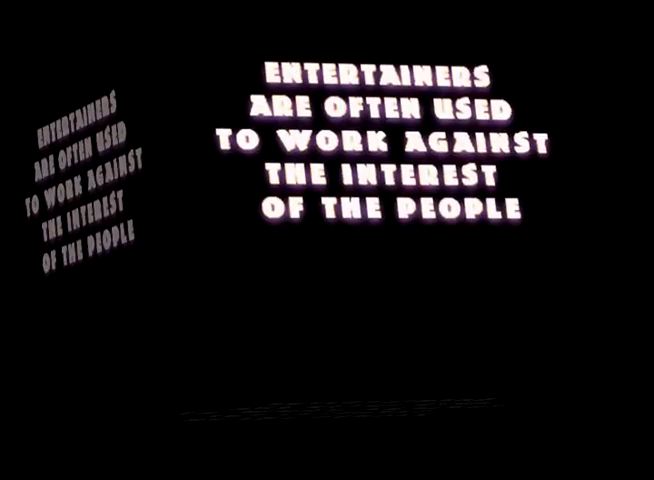 ENTERTAINERS
ARE OFTEN USED
TO WORK AGAINST
THE INTEREST
OF THE PEOPLE
ENTERTAINERS
ARE OFTEN USED
TO WORK AGAINST
THE INTEREST
OF THE PEOPLE